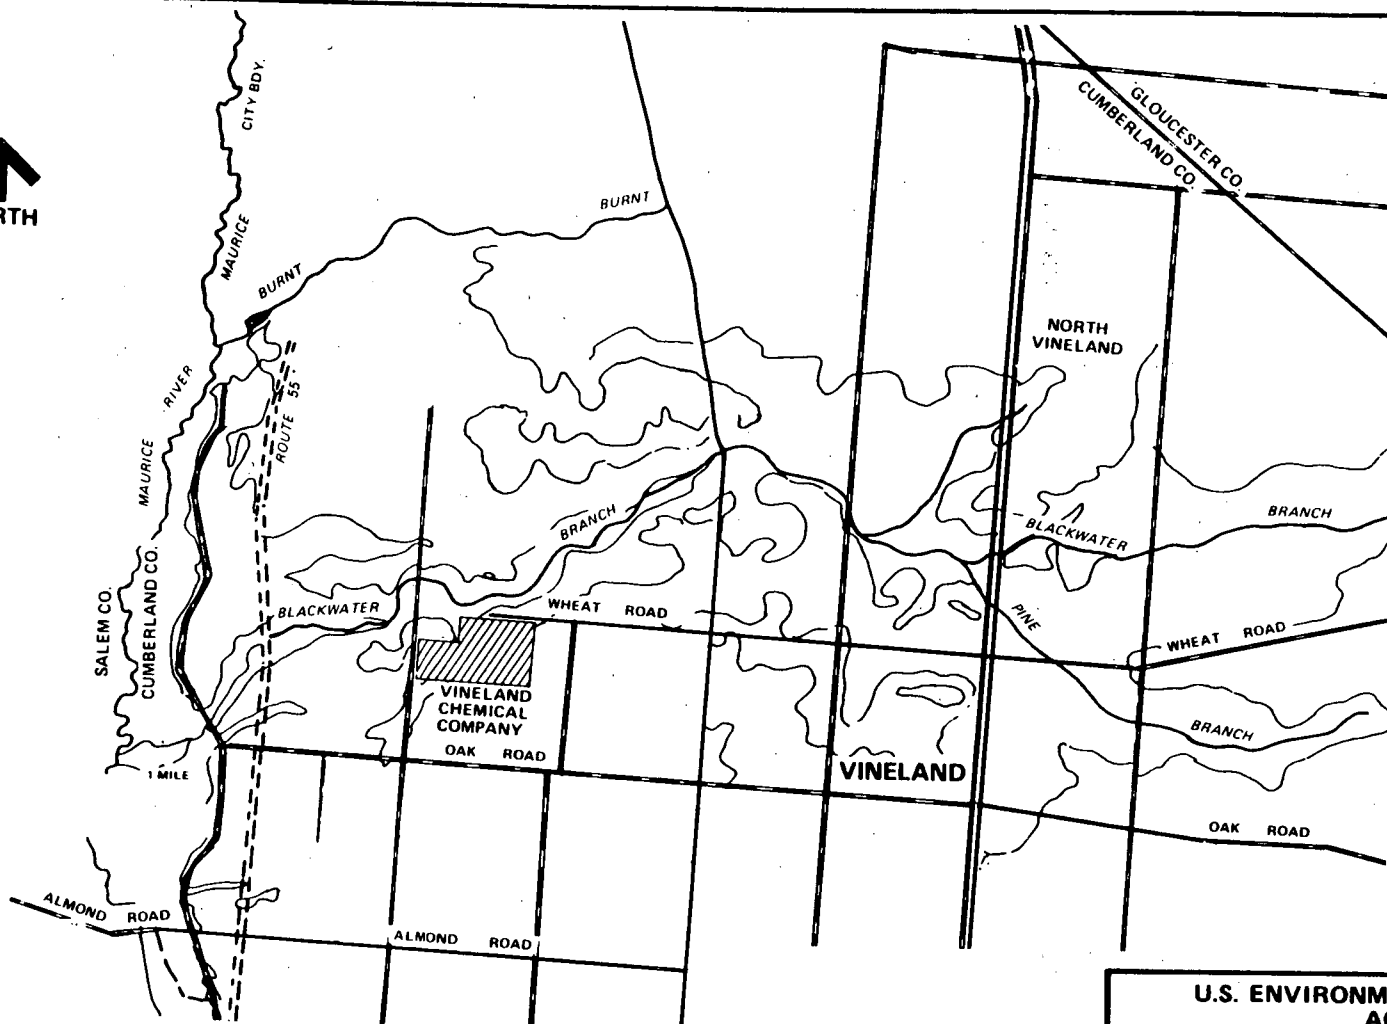 CITY BDY.
GLOUCESTER CO.
CUMBERLAND CO.
RTH
MAURICE
BURNT
BURNT
NORTH
VINELAND
RIVER
MAURICE
ROUTE 55
BRANCH
BLACKWATER
BRANCH
SALEM CO.
CUMBERLAND CO.
BLACKWATER
WHEAT ROAD
PINE
WHEAT ROAD
VINELAND
CHEMICAL
COMPANY
BRANCH
OAK ROAD
1 MILE
VINELAND
OAK ROAD
ALMOND ROAD
ALMOND ROAD
U.S. ENVIRONM